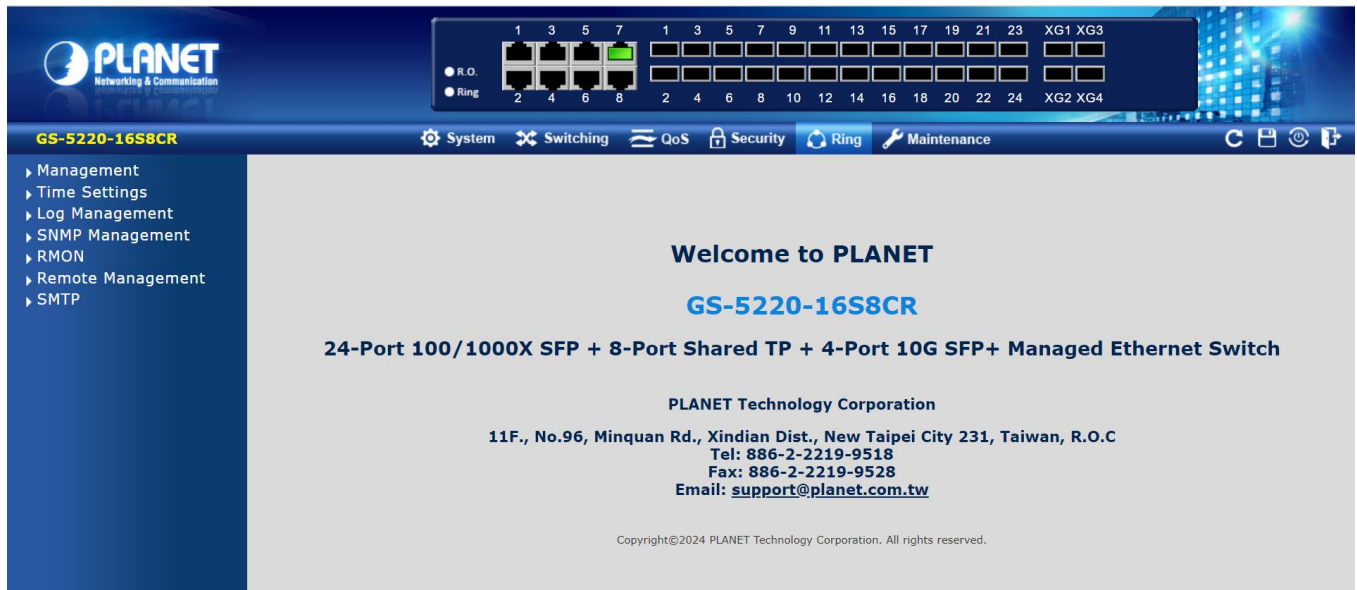 PLANET
Networking & Communication
1 3 5 7 1 3 5 7 9 11 13 15 17 19 21 23 XG1 XG3
R.O.
Ring
2 4 6 8 2 4 6 8 10 12 14 16 18 20 22 24 XG2 XG4
GS-5220-16S8CR
System Switching QoS Security Ring Maintenance
Management
Time Settings
Log Management
SNMP Management
RMON
Remote Management
SMTP
Welcome to PLANET
GS-5220-16S8CR
24-Port 100/1000X SFP + 8-Port Shared TP + 4-Port 10G SFP+ Managed Ethernet Switch
PLANET Technology Corporation
11F., No.96, Minquan Rd., Xindian Dist., New Taipei City 231, Taiwan, R.O.C
Tel: 886-2-2219-9518
Fax: 886-2-2219-9528
Email: support@planet.com.tw
Copyright©2024 PLANET Technology Corporation. All rights reserved.